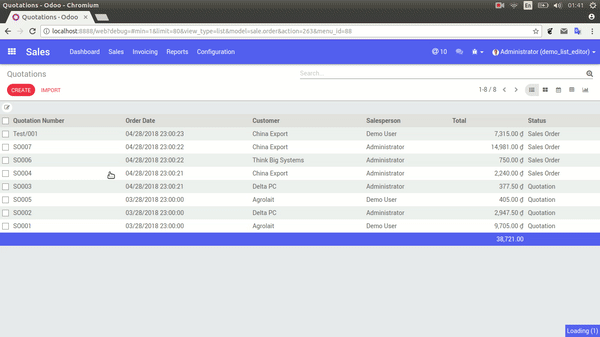 Quotations - Odoo - Chromium
En
01:41
Quotations - Odoo
localhost:8888/web?debug=#min=1&limit=80&view_type=list&model=sale.order&action=263&menu_id=88
Sales Dashboard Sales Invoicing Reports Configuration @ 10 Administrator (demo_list_editor)
Quotations
Search...
CREATE IMPORT 1-8 / 8
Quotation Number Order Date Customer Salesperson Total Status
Test/001 04/28/2018 23:00:23 China Export Demo User 7,315.00 ₫ Sales Order
SO007 04/28/2018 23:00:22 China Export Administrator 14,981.00 ₫ Sales Order
SO006 04/28/2018 23:00:22 Think Big Systems Administrator 750.00 ₫ Sales Order
SO004 04/28/2018 23:00:21 China Export Administrator 2,240.00 ₫ Sales Order
SO003 04/28/2018 23:00:21 Delta PC Administrator 377.50 ₫ Quotation
SO005 03/28/2018 23:00:00 Agrolait Demo User 405.00 ₫ Quotation
SO002 03/28/2018 23:00:00 Delta PC Administrator 2,947.50 ₫ Quotation
SO001 03/28/2018 23:00:00 Agrolait Demo User 9,705.00 ₫ Quotation
38,721.00
Loading (1)